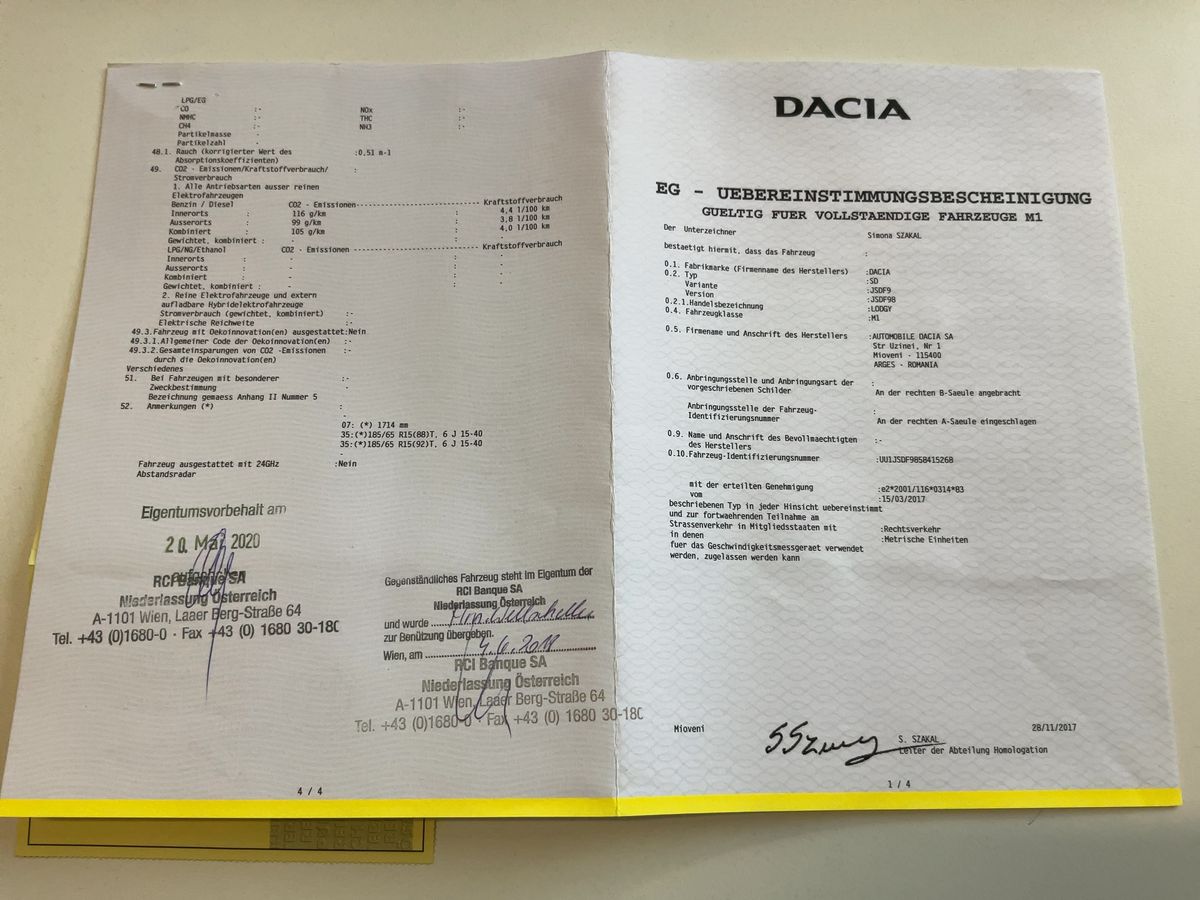 LPG/EG
CO :- NOx :-
NMHC :- THC :-
CH4 :- NH3 :-
Partikelmasse -
Partikelzahl -
48.1. Rauch (korrigierter Wert des :0.51 m-1
Absorptionskoeffizienten)
49. CO2 - Emissionen/Kraftstoffverbrauch/ :
Stromverbrauch
1. Alle Antriebsarten ausser reinen
Elektrofahrzeugen
Benzin / Diesel CO2 - Emissionen Kraftstoffverbrauch
Innerorts : 116 g/km : 4,4 l/100 km
Ausserorts : 99 g/km : 3,8 l/100 km
Kombiniert : 105 g/km : 4,0 l/100 km
Gewichtet, kombiniert : - : -
LPG/NG/Ethanol CO2 - Emissionen Kraftstoffverbrauch
Innerorts : - : -
Ausserorts : - : -
Kombiniert : - : -
Gewichtet, kombiniert : - : -
2. Reine Elektrofahrzeuge und extern
aufladbare Hybridelektrofahrzeuge
Stromverbrauch (gewichtet, kombiniert) :-
Elektrische Reichweite :-
49.3.Fahrzeug mit Oekoinnovation(en) ausgestattet:Nein
49.3.1.Allgemeiner Code der Oekoinnovation(en) :-
49.3.2.Gesamteinsparungen von CO2 -Emissionen :-
durch die Oekoinnovation(en)
Verschiedenes
51. Bei Fahrzeugen mit besonderer :-
Zweckbestimmung -
Bezeichnung gemaess Anhang II Nummer 5
52. Anmerkungen (*) :
-
07: (*) 1714 mm
35:(*)185/65 R15(88)T, 6 J 15-40
35:(*)185/65 R15(92)T, 6 J 15-40
-
Fahrzeug ausgestattet mit 24GHz :Nein
Abstandsradar
Eigentumsvorbehalt am
20. Mai 2020
RCI Banque SA
Niederlassung Österreich
A-1101 Wien, Laaer Berg-Straße 64
Tel. +43 (0)1680-0 · Fax +43 (0) 1680 30-180
Gegenständliches Fahrzeug steht im Eigentum der
RCI Banque SA
Niederlassung Österreich
und wurde
zur Benützung übergeben.
Wien, am 4.6.2018
RCI Banque SA
Niederlassung Österreich
A-1101 Wien, Laaer Berg-Straße 64
Tel. +43 (0)1680-0 · Fax +43 (0) 1680 30-180
4 / 4
DACIA
EG - UEBEREINSTIMMUNGSBESCHEINIGUNG
GUELTIG FUER VOLLSTAENDIGE FAHRZEUGE M1
Der Unterzeichner Simona SZAKAL
bestaetigt hiermit, dass das Fahrzeug :
0.1. Fabrikmarke (Firmenname des Herstellers) :DACIA
0.2. Typ :SD
Variante :JSDF9
Version :JSDF98
0.2.1.Handelsbezeichnung :LODGY
0.4. Fahrzeugklasse :M1
0.5. Firmenname und Anschrift des Herstellers :AUTOMOBILE DACIA SA
Str Uzinei, Nr 1
Mioveni - 115400
ARGES - ROMANIA
0.6. Anbringungsstelle und Anbringungsart der :
vorgeschriebenen Schilder An der rechten B-Saeule angebracht
Anbringungsstelle der Fahrzeug- :
Identifizierungsnummer An der rechten A-Saeule eingeschlagen
0.9. Name und Anschrift des Bevollmaechtigten :-
des Herstellers
0.10.Fahrzeug-Identifizierungsnummer :UU1JSDF9858415268
mit der erteilten Genehmigung :e2*2001/116*0314*83
vom :15/03/2017
beschriebenen Typ in jeder Hinsicht uebereinstimmt
und zur fortwaehrenden Teilnahme am
Strassenverkehr in Mitgliedsstaaten mit :Rechtsverkehr
in denen :Metrische Einheiten
fuer das Geschwindigkeitsmessgeraet verwendet
werden, zugelassen werden kann
Mioveni 28/11/2017
S. SZAKAL
Leiter der Abteilung Homologation
1 / 4